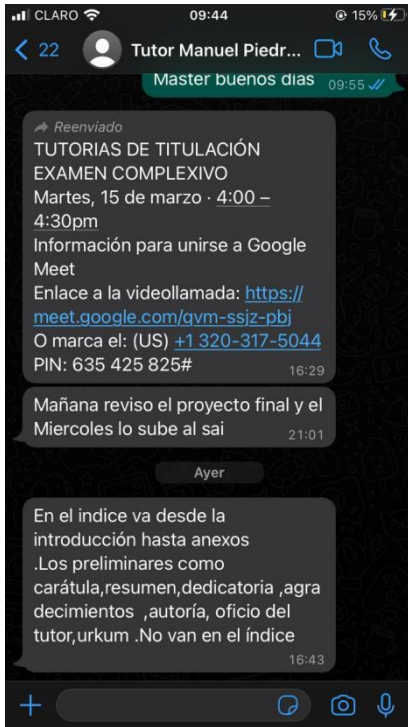 CLARO 09:44 15%
22 Tutor Manuel Piedr...
Master buenos dias 09:55
Reenviado
TUTORIAS DE TITULACIÓN
EXAMEN COMPLEXIVO
Martes, 15 de marzo · 4:00 –
4:30pm
Información para unirse a Google
Meet
Enlace a la videollamada: https://
meet.google.com/qvm-ssjz-pbj
O marca el: (US) +1 320-317-5044
PIN: 635 425 825# 16:29
Mañana reviso el proyecto final y el
Miercoles lo sube al sai 21:01
Ayer
En el indice va desde la
introducción hasta anexos
.Los preliminares como
carátula,resumen,dedicatoria ,agra
decimientos ,autoría, oficio del
tutor,urkum .No van en el índice
16:43